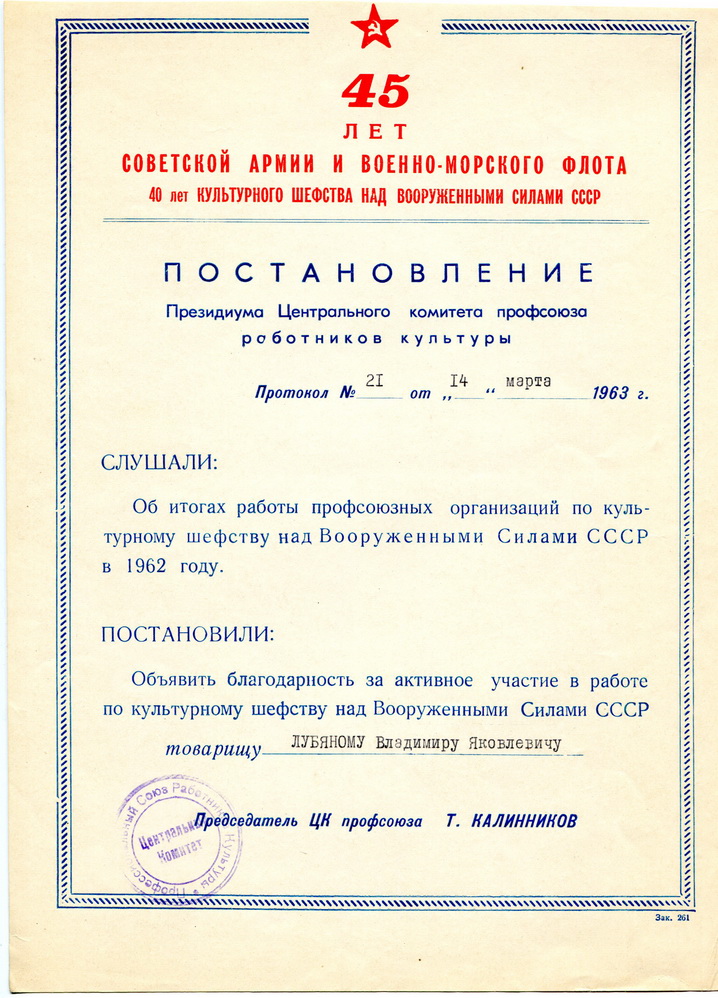 45
ЛЕТ
СОВЕТСКОЙ АРМИИ И ВОЕННО-МОРСКОГО ФЛОТА
40 лет КУЛЬТУРНОГО ШЕФСТВА НАД ВООРУЖЕННЫМИ СИЛАМИ СССР
ПОСТАНОВЛЕНИЕ
Президиума Центрального комитета профсоюза
работников культуры
Протокол № 21 от „ 14 “ марта 1963 г.
СЛУШАЛИ:
Об итогах работы профсоюзных организаций по куль-
турному шефству над Вооруженными Силами СССР
в 1962 году.
ПОСТАНОВИЛИ:
Объявить благодарность за активное участие в работе
по культурному шефству над Вооруженными Силами СССР
товарищу ЛУБЯНОМУ Владимиру Яковлевичу
Председатель ЦК профсоюза Т. КАЛИННИКОВ
Союз
Культуры
Центральный
Комитет
Зак. 261